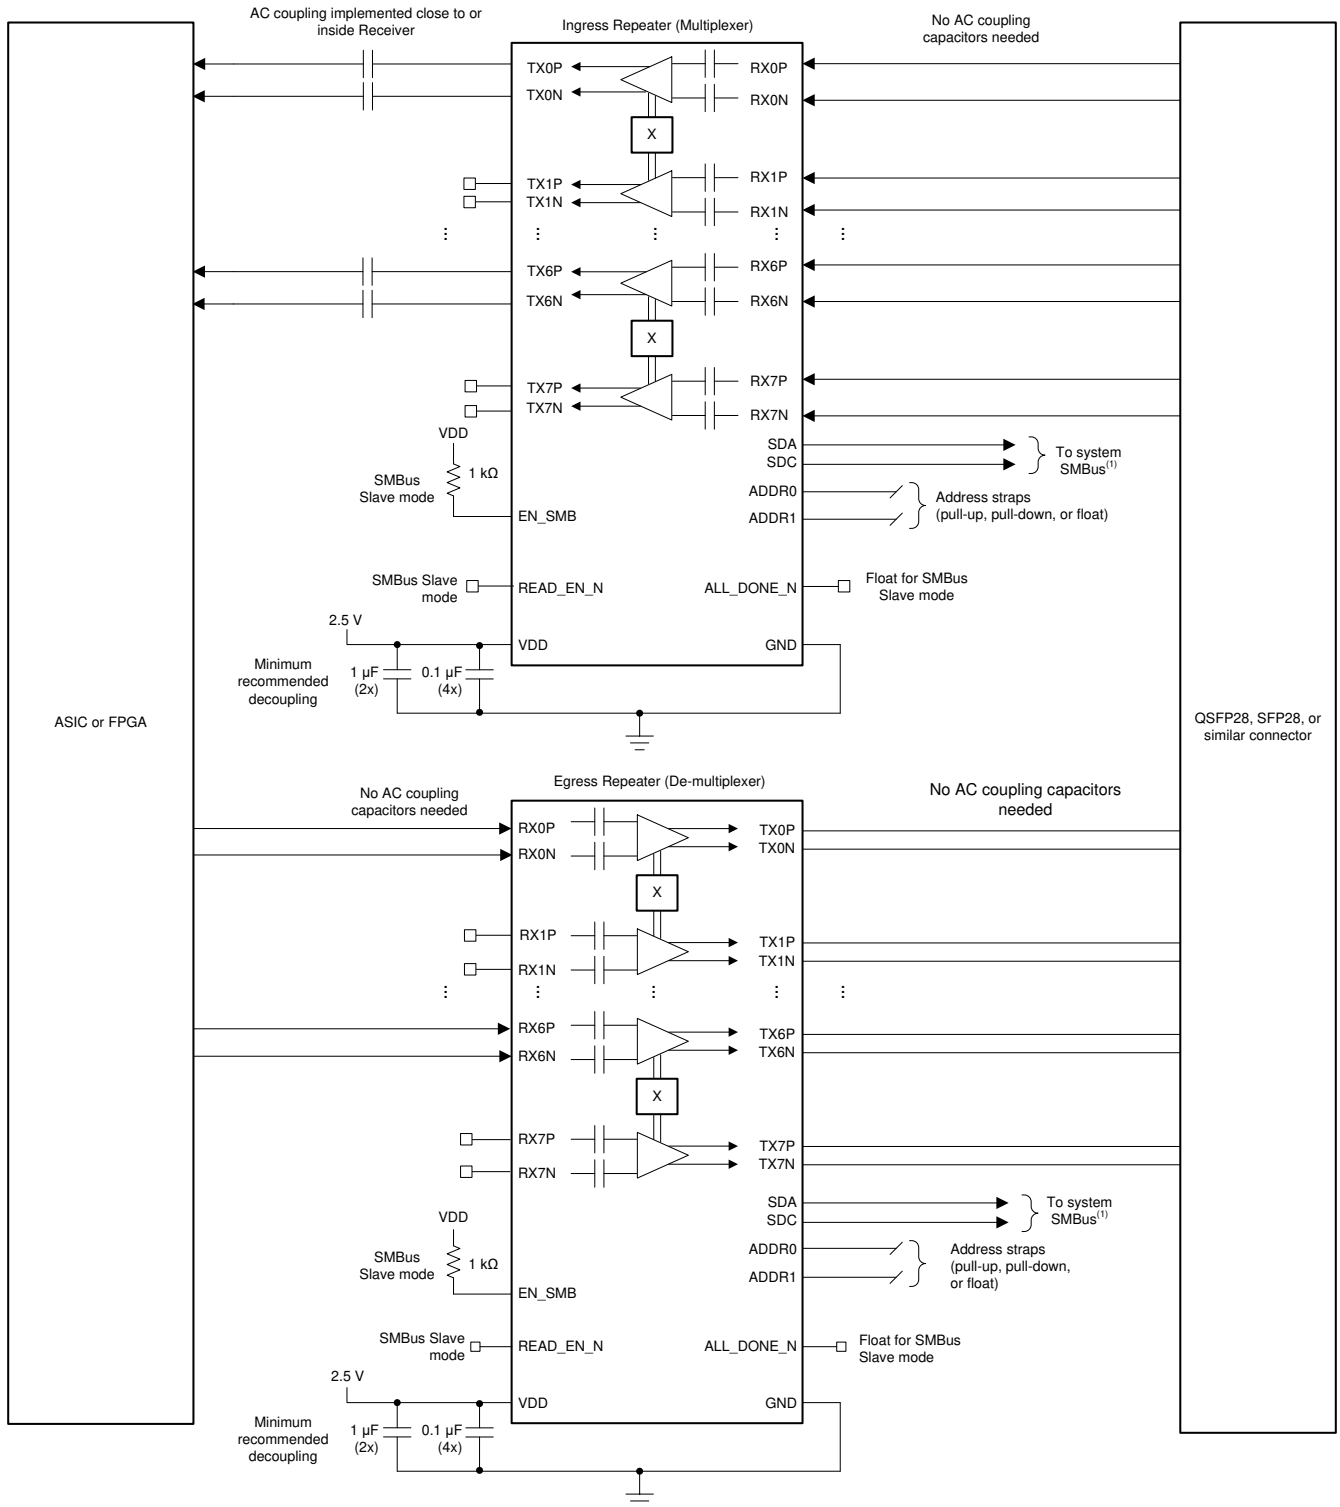 AC coupling implemented close to or
inside Receiver
Ingress Repeater (Multiplexer)
No AC coupling
capacitors needed
TX0P
RX0P
TX0N
RX0N
X
TX1P
RX1P
TX1N
RX1N
...
...
...
...
...
TX6P
RX6P
TX6N
RX6N
X
TX7P
RX7P
TX7N
RX7N
VDD
1 kΩ
SMBus
Slave mode
EN_SMB
SDA
SDC
To system
SMBus(1)
ADDR0
ADDR1
Address straps
(pull-up, pull-down, or float)
SMBus Slave
mode
READ_EN_N
ALL_DONE_N
Float for SMBus
Slave mode
2.5 V
VDD
GND
Minimum
recommended
decoupling
1 µF
(2x)
0.1 µF
(4x)
ASIC or FPGA
QSFP28, SFP28, or
similar connector
Egress Repeater (De-multiplexer)
No AC coupling
capacitors needed
No AC coupling capacitors
needed
RX0P
TX0P
RX0N
TX0N
X
RX1P
TX1P
RX1N
TX1N
...
...
...
...
...
RX6P
TX6P
RX6N
TX6N
X
RX7P
TX7P
RX7N
TX7N
VDD
1 kΩ
SMBus
Slave mode
EN_SMB
SDA
SDC
To system
SMBus(1)
ADDR0
ADDR1
Address straps
(pull-up, pull-down,
or float)
SMBus Slave
mode
READ_EN_N
ALL_DONE_N
Float for SMBus
Slave mode
2.5 V
VDD
GND
Minimum
recommended
decoupling
1 µF
(2x)
0.1 µF
(4x)